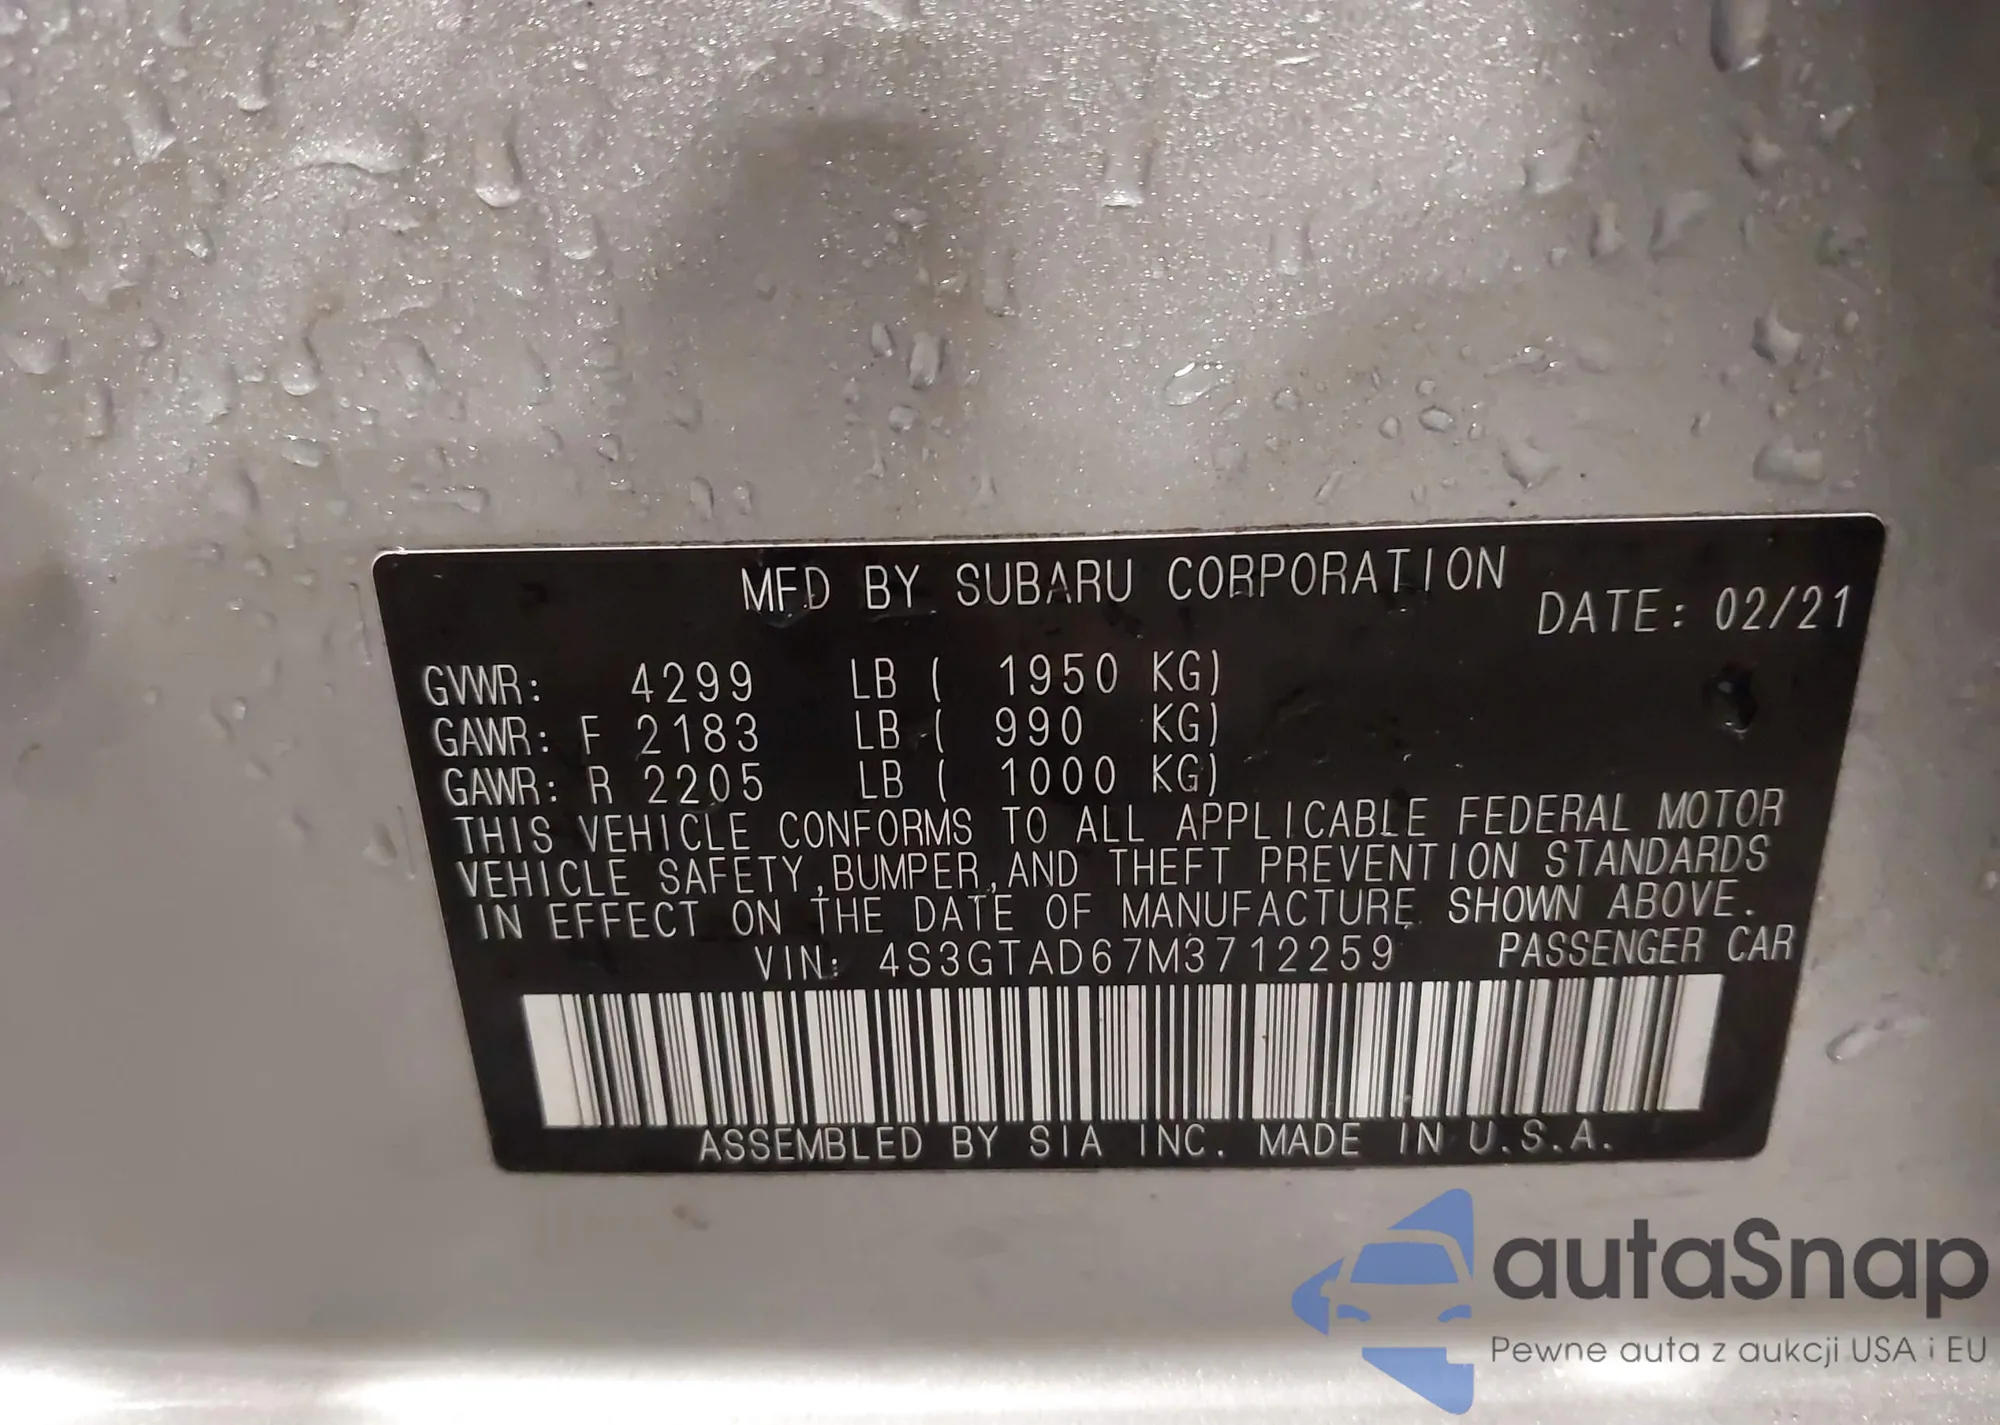 MFD BY SUBARU CORPORATION
DATE: 02/21
GVWR: 4299 LB ( 1950 KG)
GAWR: F 2183 LB ( 990 KG)
GAWR: R 2205 LB ( 1000 KG)
THIS VEHICLE CONFORMS TO ALL APPLICABLE FEDERAL MOTOR
VEHICLE SAFETY,BUMPER,AND THEFT PREVENTION STANDARDS
IN EFFECT ON THE DATE OF MANUFACTURE SHOWN ABOVE.
VIN: 4S3GTAD67M3712259 PASSENGER CAR
ASSEMBLED BY SIA INC. MADE IN U.S.A.
autaSnap
Pewne auta z aukcji USA i EU